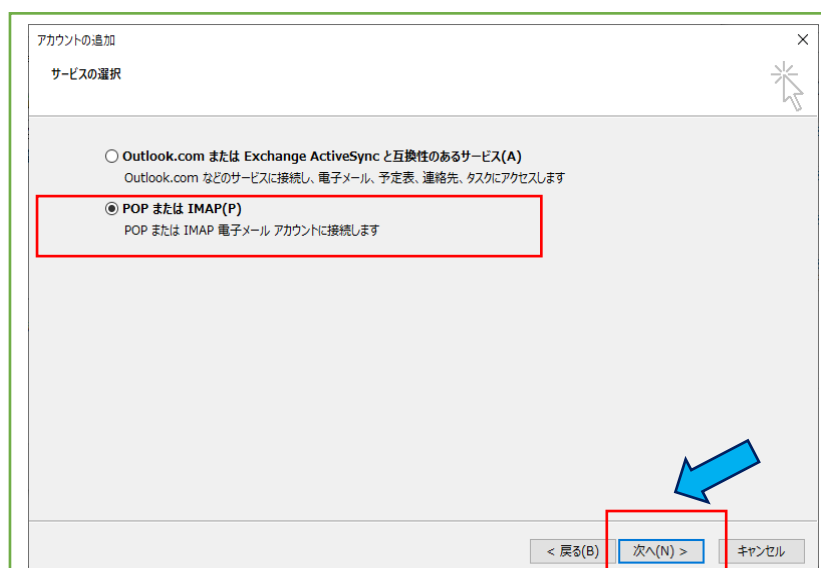 アカウントの追加
サービスの選択
Outlook.com または Exchange ActiveSync と互換性のあるサービス(A)
Outlook.com などのサービスに接続し、電子メール、予定表、連絡先、タスクにアクセスします
POP または IMAP(P)
POP または IMAP 電子メール アカウントに接続します
< 戻る(B) 次へ(N) > キャンセル